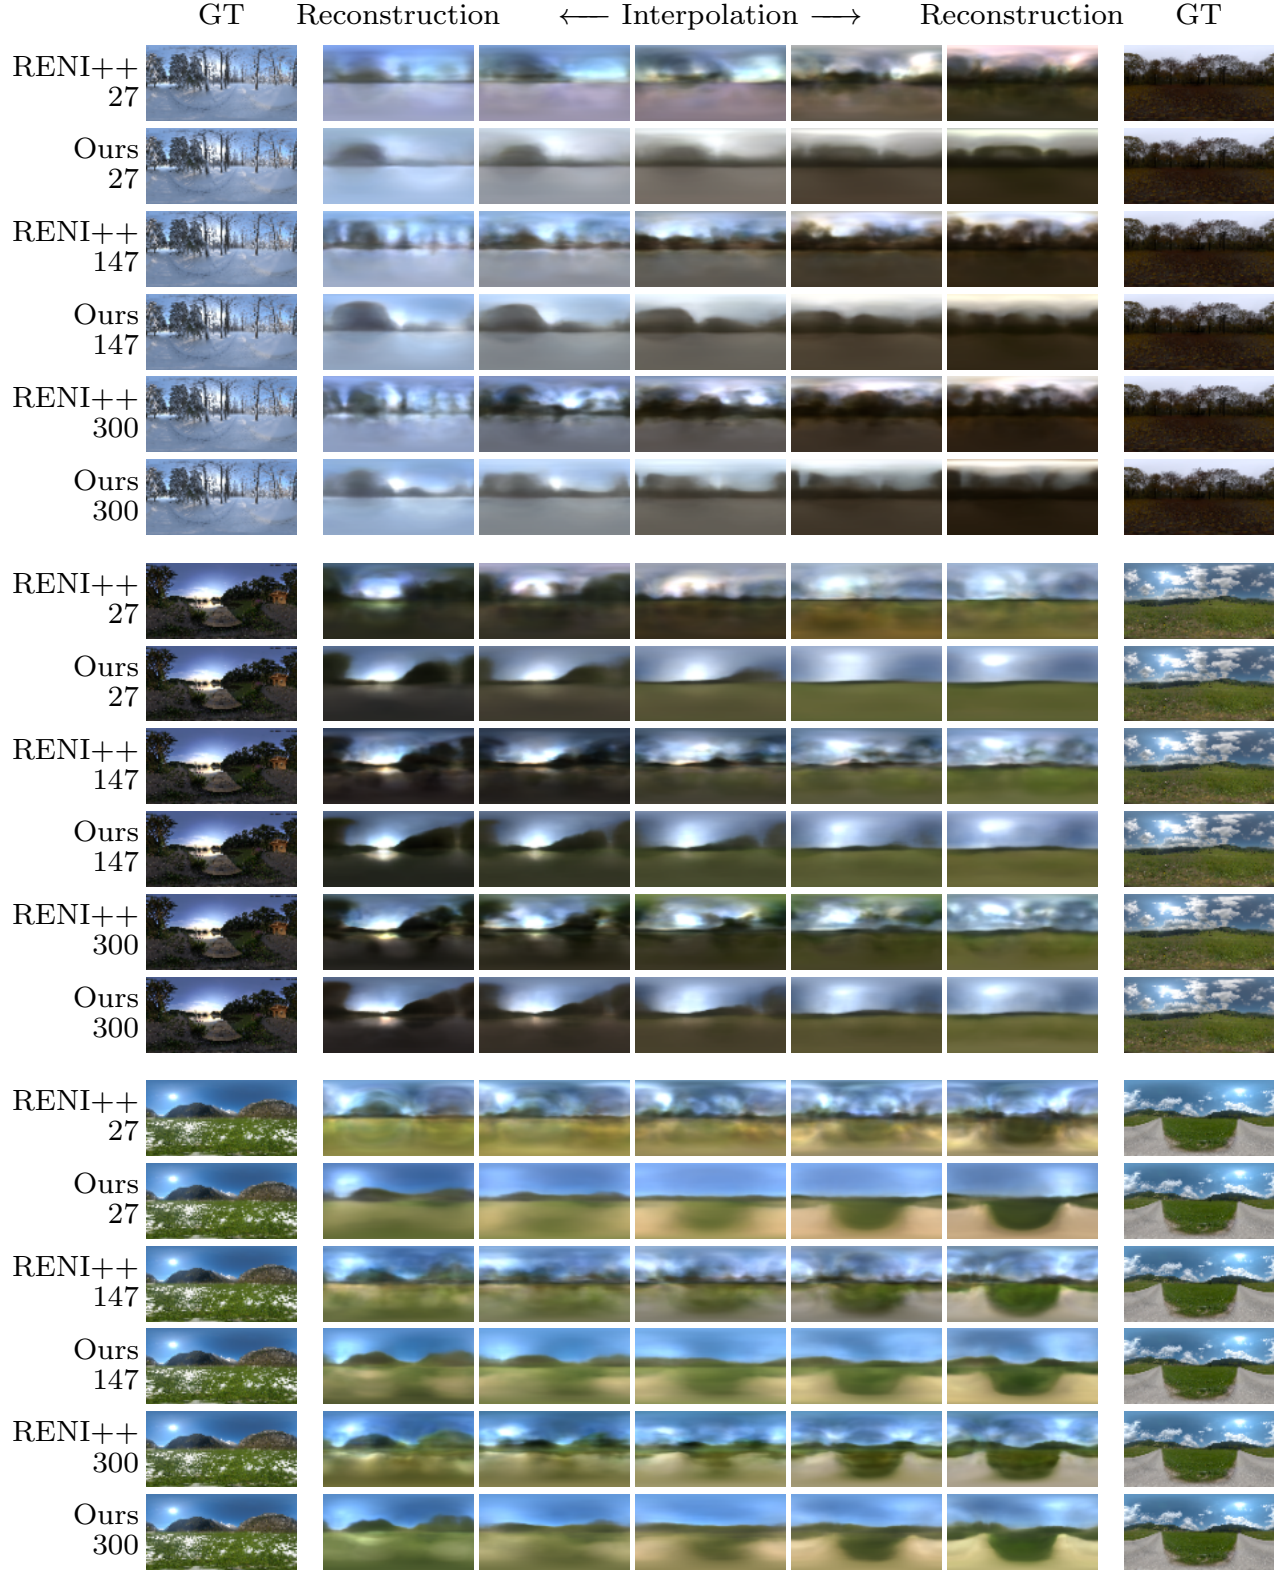 GT Reconstruction ← Interpolation → Reconstruction GT
RENI++
27
Ours
27
RENI++
147
Ours
147
RENI++
300
Ours
300
RENI++
27
Ours
27
RENI++
147
Ours
147
RENI++
300
Ours
300
RENI++
27
Ours
27
RENI++
147
Ours
147
RENI++
300
Ours
300